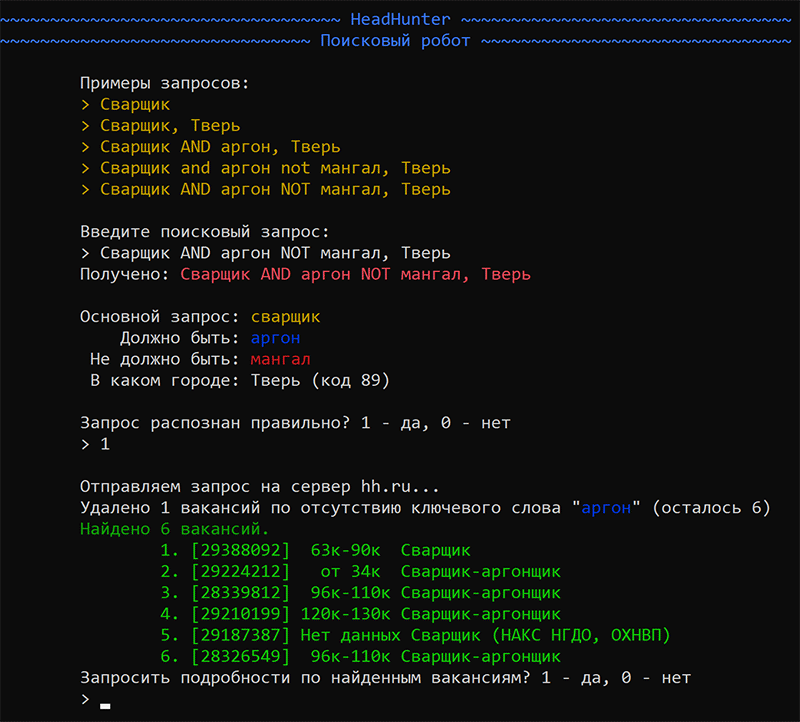 ~~~~~~~~~~~~~~~~~~~~~~~~~~~~~~~~~~ HeadHunter ~~~~~~~~~~~~~~~~~~~~~~~~~~~~~~~~~
~~~~~~~~~~~~~~~~~~~~~~~~~~~~~~~ Поисковый робот ~~~~~~~~~~~~~~~~~~~~~~~~~~~~~~~
Примеры запросов:
> Сварщик
> Сварщик, Тверь
> Сварщик AND аргон, Тверь
> Сварщик and аргон not мангал, Тверь
> Сварщик AND аргон NOT мангал, Тверь
Введите поисковый запрос:
> Сварщик AND аргон NOT мангал, Тверь
Получено: Сварщик AND аргон NOT мангал, Тверь
Основной запрос: сварщик
Должно быть: аргон
Не должно быть: мангал
В каком городе: Тверь (код 89)
Запрос распознан правильно? 1 - да, 0 - нет
> 1
Отправляем запрос на сервер hh.ru...
Удалено 1 вакансий по отсутствию ключевого слова "аргон" (осталось 6)
Найдено 6 вакансий.
1. [29388092] 63к-90к Сварщик
2. [29224212] от 34к Сварщик-аргонщик
3. [28339812] 96к-110к Сварщик-аргонщик
4. [29210199] 120к-130к Сварщик-аргонщик
5. [29187387] Нет данных Сварщик (НАКС НГДО, ОХНВП)
6. [28326549] 96к-110к Сварщик-аргонщик
Запросить подробности по найденным вакансиям? 1 - да, 0 - нет
> _